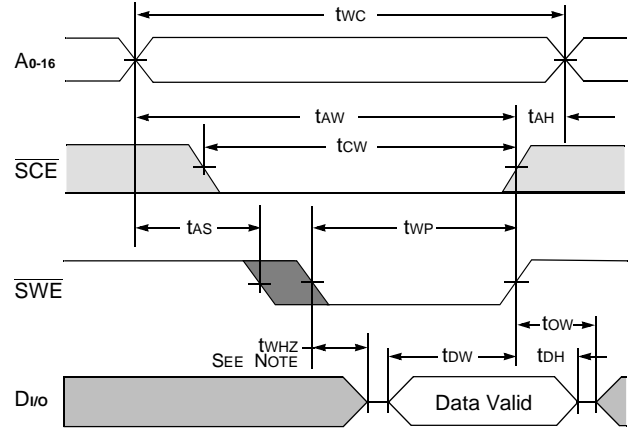 tWC
A0-16
tAW
tAH
tCW
SCE
tAS
tWP
SWE
tOW
tWHZ
SEE NOTE
tDW
tDH
DI/O
Data Valid